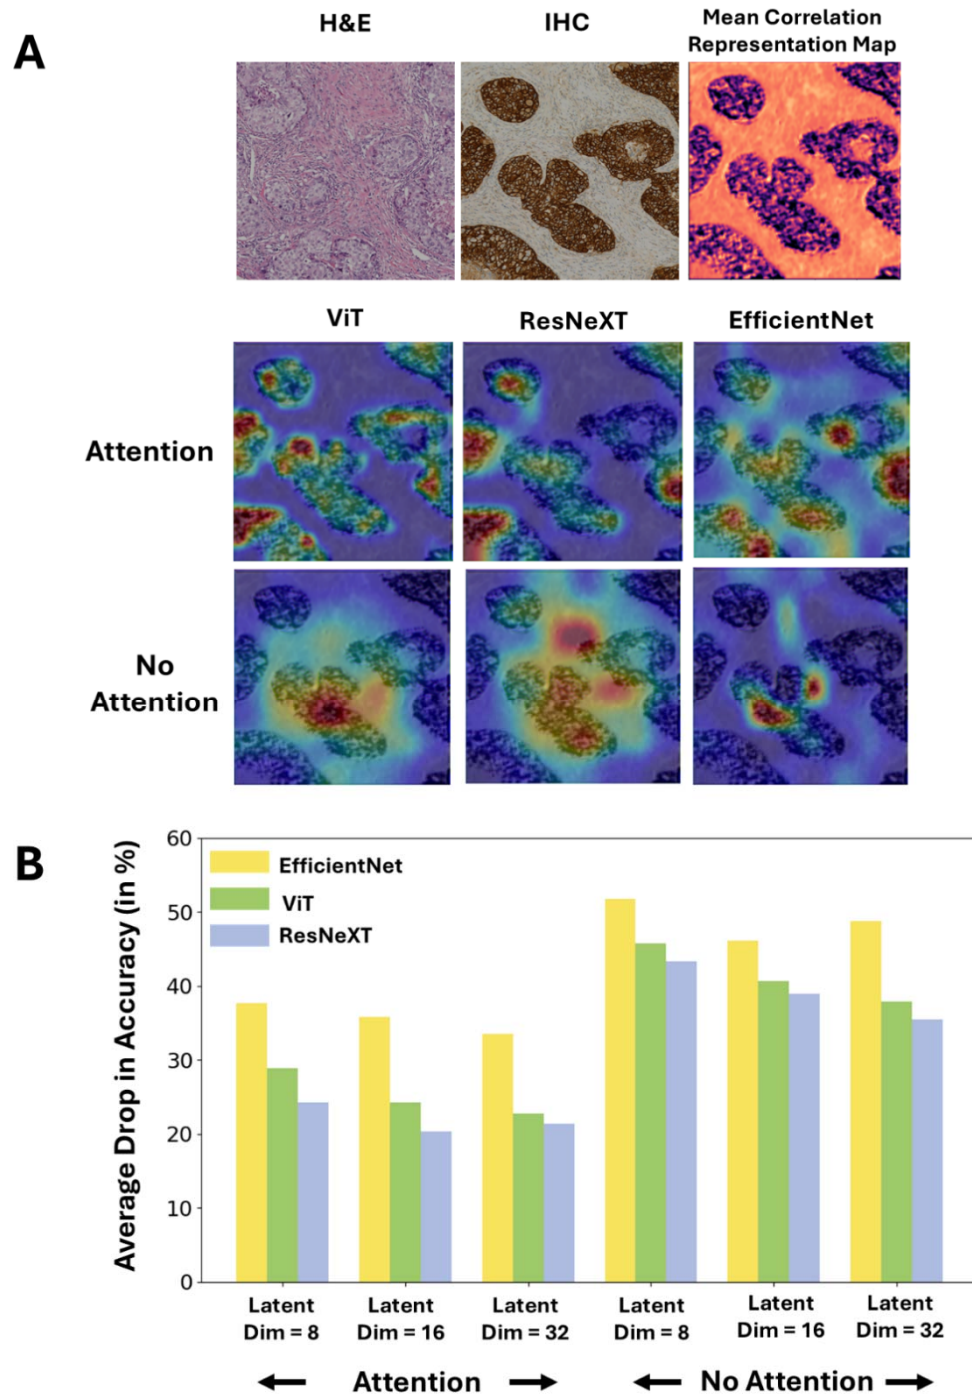 A
H&E
IHC
Mean Correlation
Representation Map
ViT
ResNeXT
EfficientNet
Attention
No
Attention
B
Average Drop in Accuracy (in %)
60
50
40
30
20
10
0
EfficientNet
ViT
ResNeXT
Latent
Dim = 8
Latent
Dim = 16
Latent
Dim = 32
Latent
Dim = 8
Latent
Dim = 16
Latent
Dim = 32
Attention
No Attention